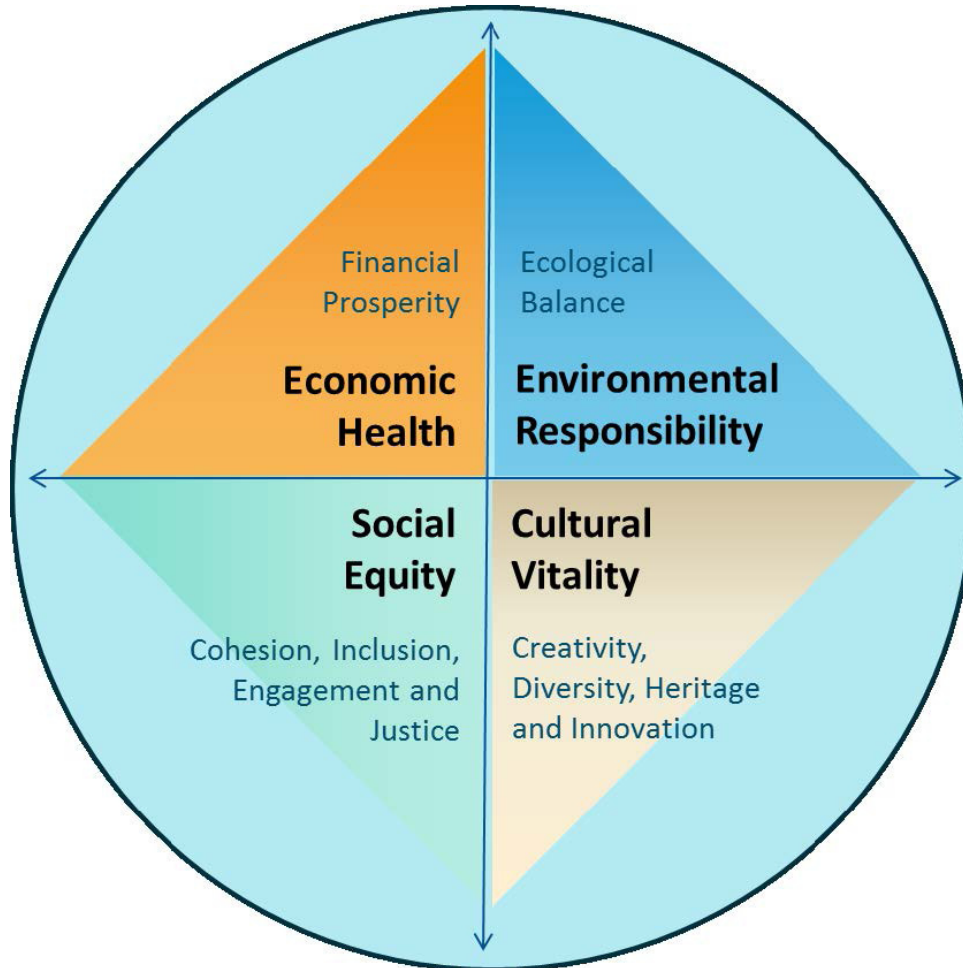 Financial
Prosperity
Economic
Health
Ecological
Balance
Environmental
Responsibility
Social
Equity
Cohesion, Inclusion,
Engagement and
Justice
Cultural
Vitality
Creativity,
Diversity, Heritage
and Innovation